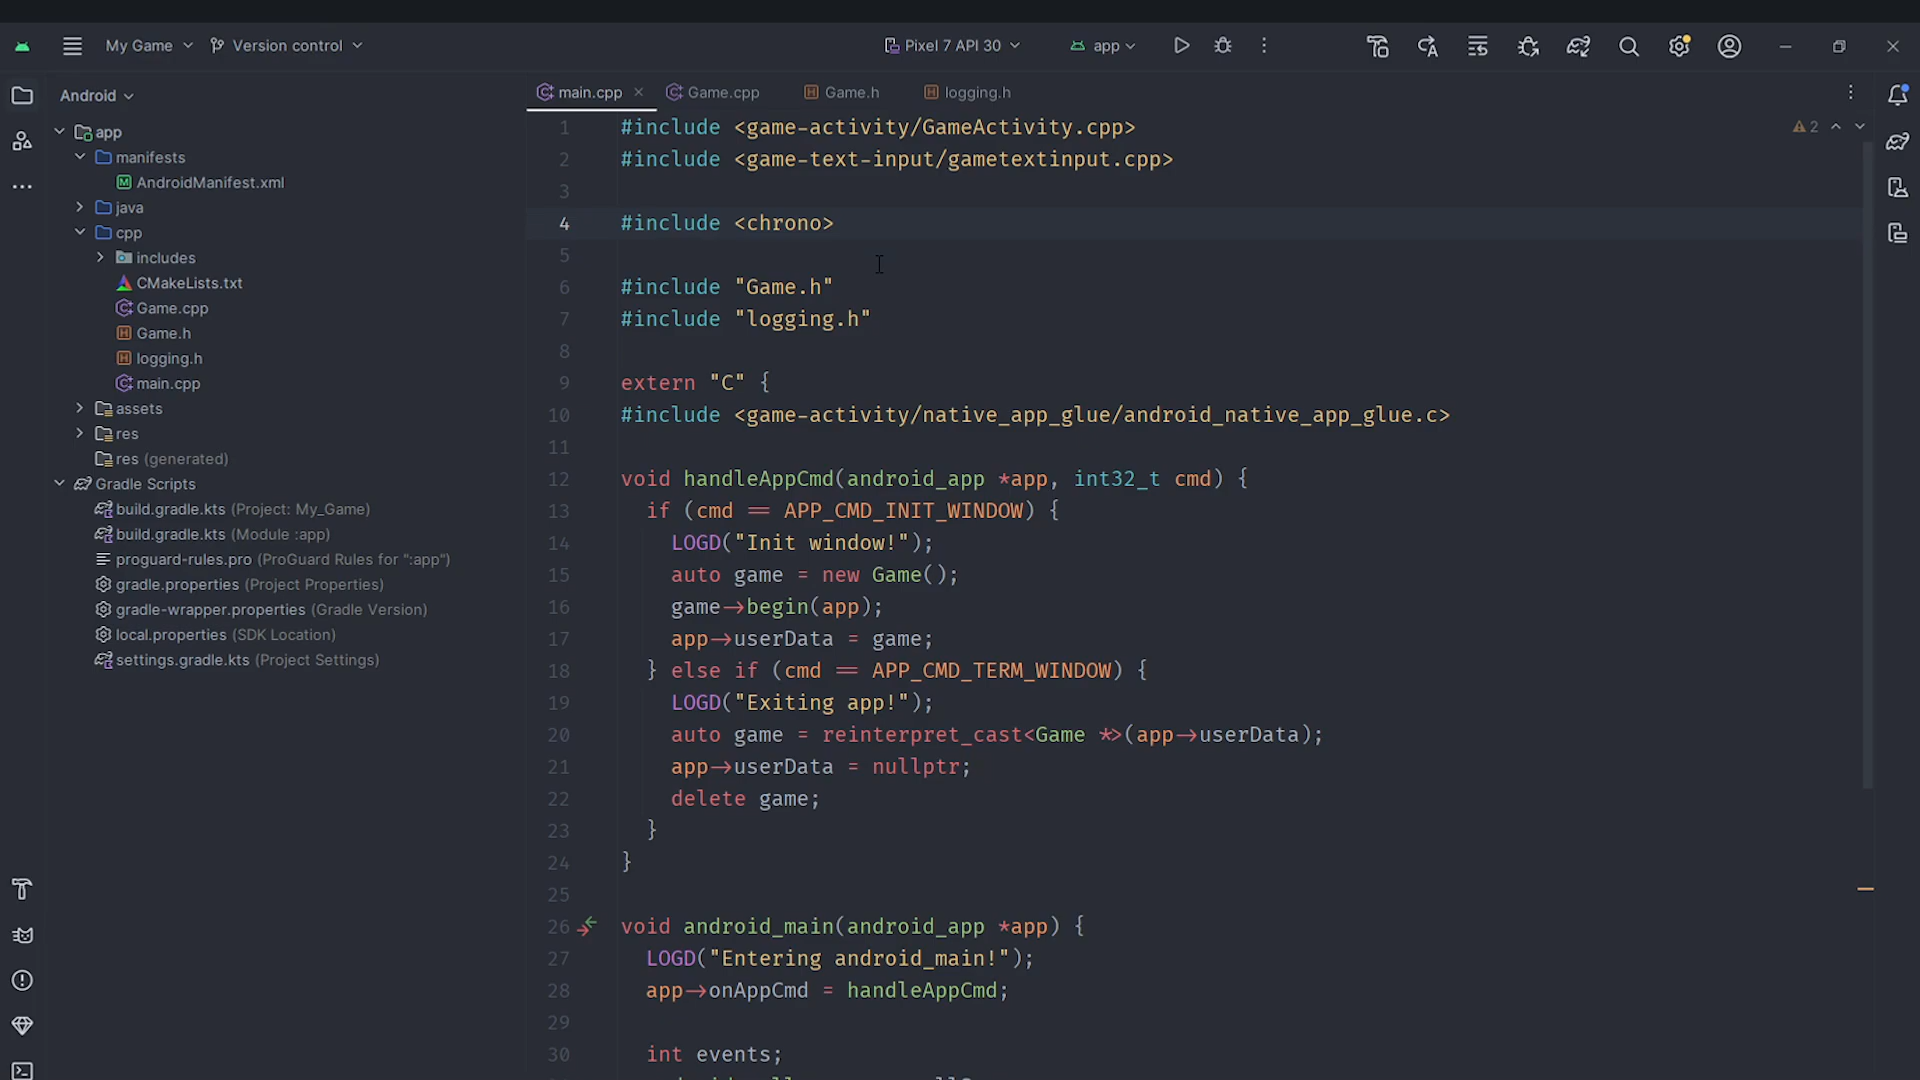 My Game
Version control
Pixel 7 API 30
app
Android
main.cpp
Game.cpp
Game.h
logging.h
2
app
manifests
AndroidManifest.xml
java
cpp
includes
CMakeLists.txt
Game.cpp
Game.h
logging.h
main.cpp
assets
res
res (generated)
Gradle Scripts
build.gradle.kts (Project: My_Game)
build.gradle.kts (Module :app)
proguard-rules.pro (ProGuard Rules for ":app")
gradle.properties (Project Properties)
gradle-wrapper.properties (Gradle Version)
local.properties (SDK Location)
settings.gradle.kts (Project Settings)
1 #include <game-activity/GameActivity.cpp>
2 #include <game-text-input/gametextinput.cpp>
3
4 #include <chrono>
5
6 #include "Game.h"
7 #include "logging.h"
8
9 extern "C" {
10 #include <game-activity/native_app_glue/android_native_app_glue.c>
11
12 void handleAppCmd(android_app *app, int32_t cmd) {
13 if (cmd == APP_CMD_INIT_WINDOW) {
14 LOGD("Init window!");
15 auto game = new Game();
16 game->begin(app);
17 app->userData = game;
18 } else if (cmd == APP_CMD_TERM_WINDOW) {
19 LOGD("Exiting app!");
20 auto game = reinterpret_cast<Game *>(app->userData);
21 app->userData = nullptr;
22 delete game;
23 }
24 }
25
26 void android_main(android_app *app) {
27 LOGD("Entering android_main!");
28 app->onAppCmd = handleAppCmd;
29
30 int events;